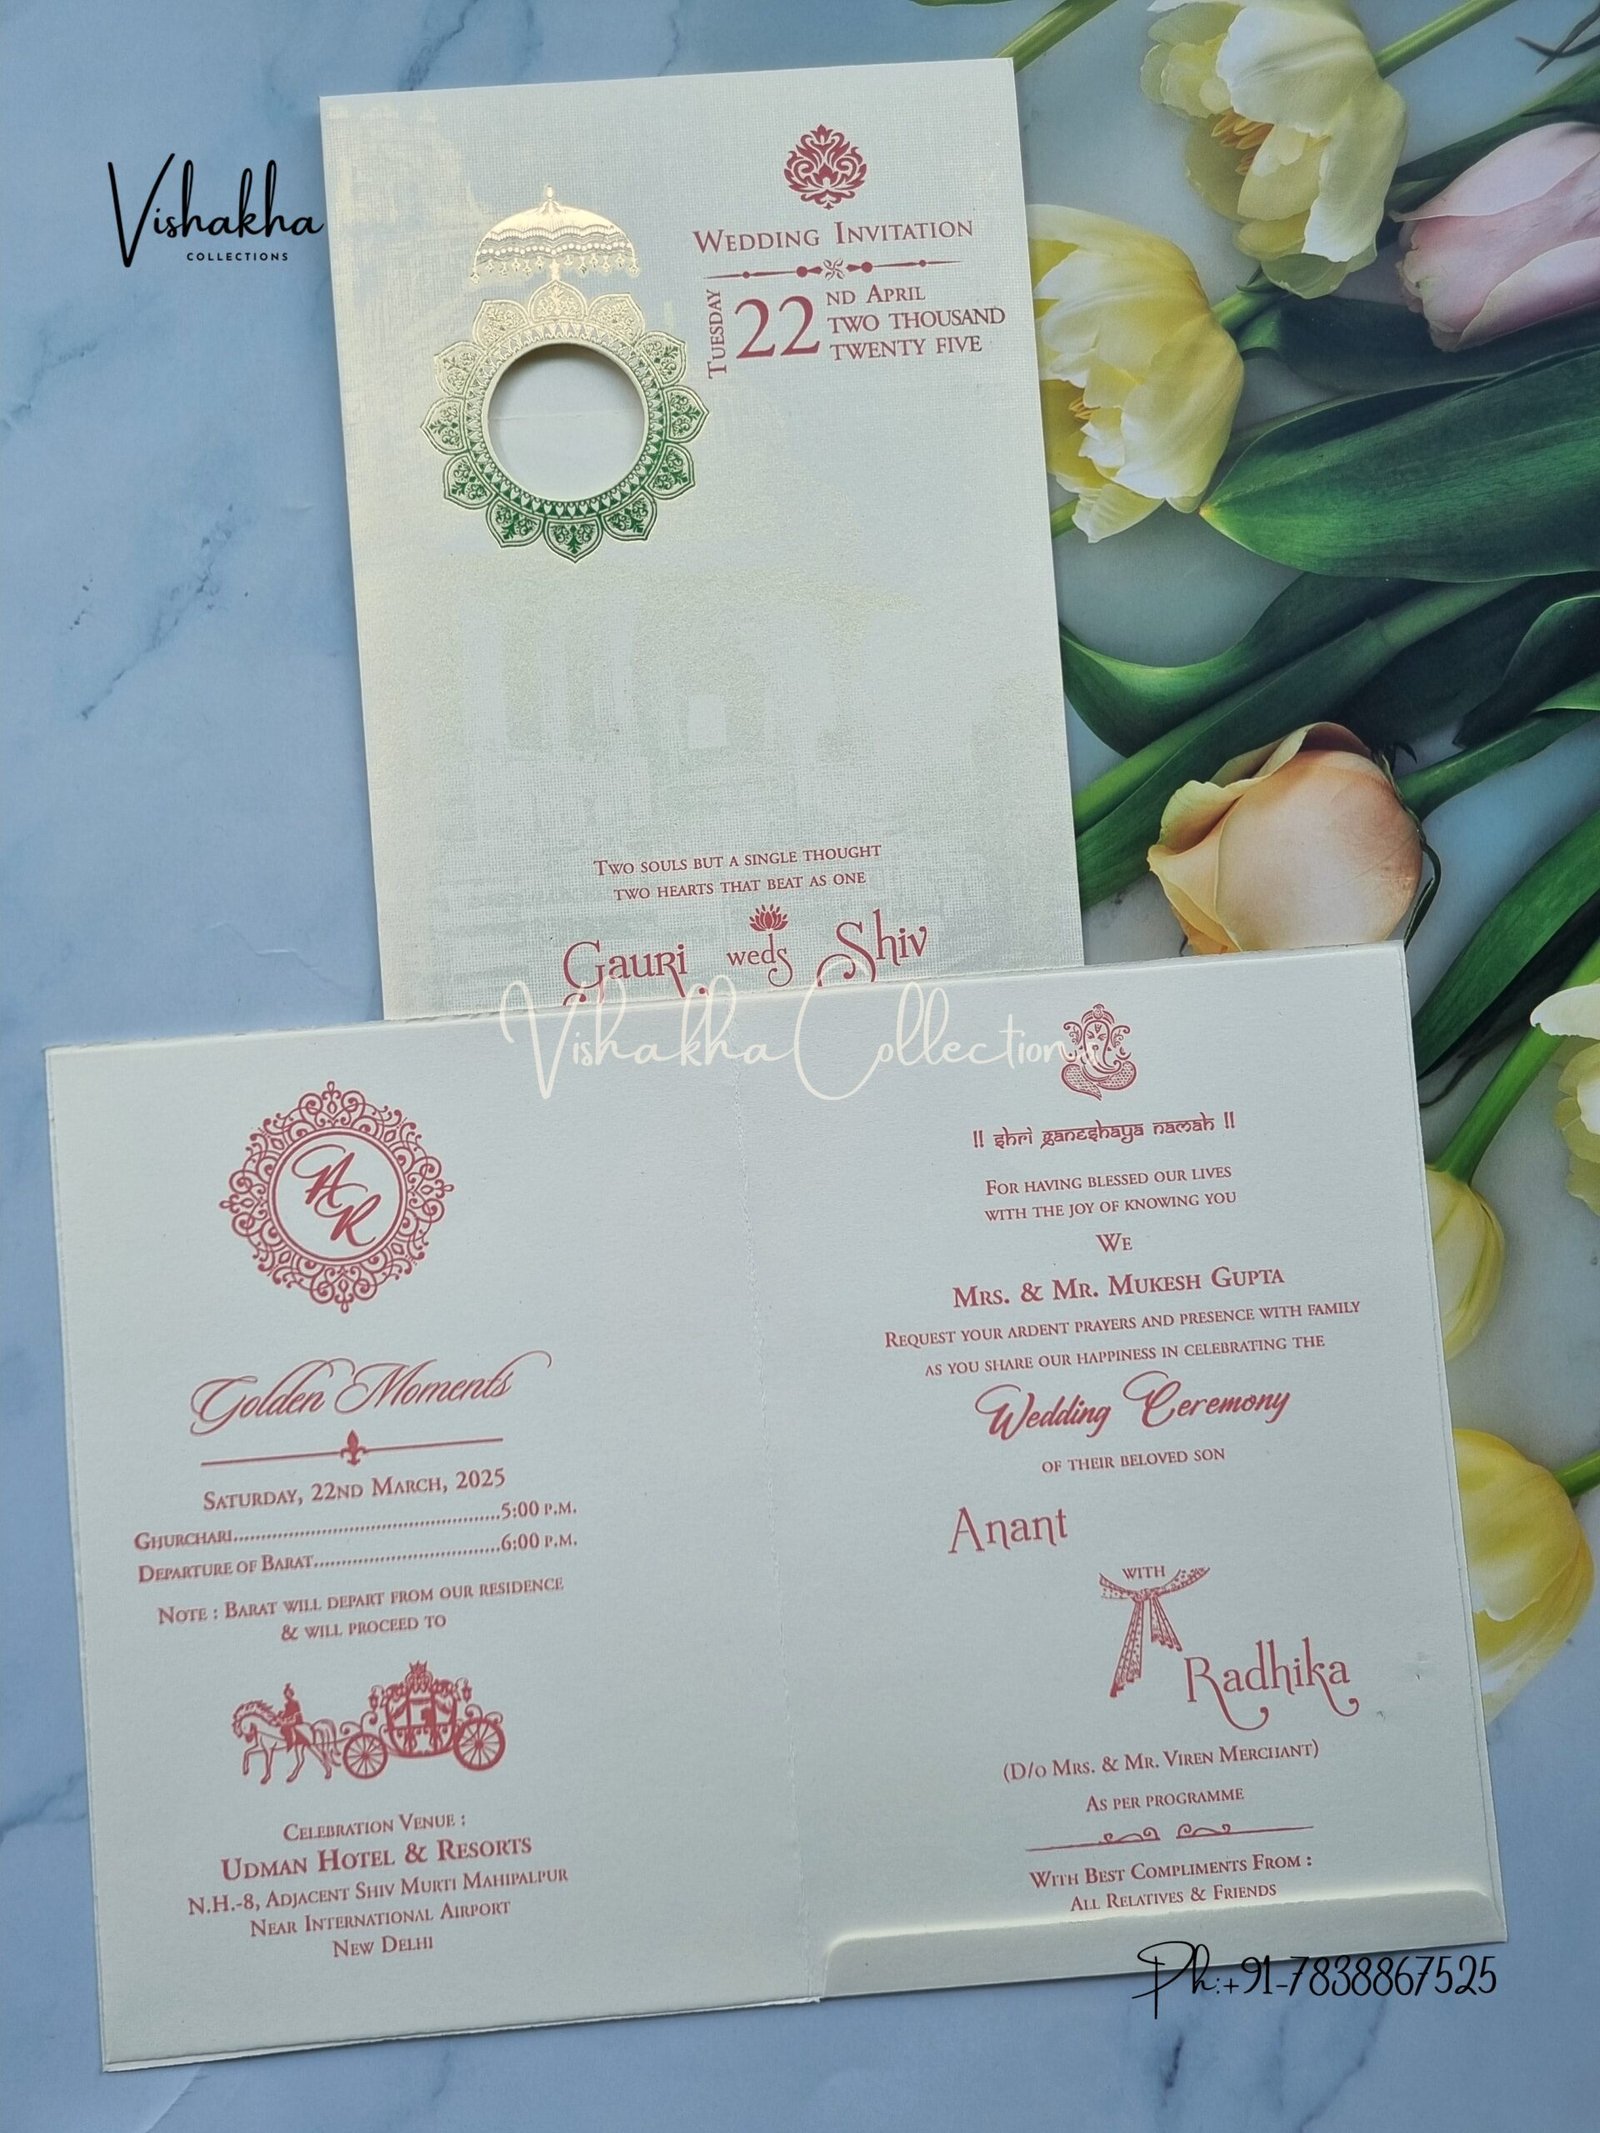 Vishakha
COLLECTIONS
Wedding Invitation
Tuesday
22
nd April
two thousand
twenty five
Two souls but a single thought
two hearts that beat as one
Gauri weds Shiv
Vishakha Collections
AR
Golden Moments
Saturday, 22nd March, 2025
Ghurchari..................................................5:00 p.m.
Departure of Barat..................................6:00 p.m.
Note : Barat will depart from our residence
& will proceed to
Celebration Venue :
Udman Hotel & Resorts
N.H.-8, Adjacent Shiv Murti Mahipalpur
Near International Airport
New Delhi
|| shri ganeshaya namah ||
For having blessed our lives
with the joy of knowing you
We
Mrs. & Mr. Mukesh Gupta
Request your ardent prayers and presence with family
as you share our happiness in celebrating the
Wedding Ceremony
of their beloved son
Anant
with
Radhika
(D/o Mrs. & Mr. Viren Merchant)
As per programme
With Best Compliments From :
All Relatives & Friends
Ph:+91-7838867525